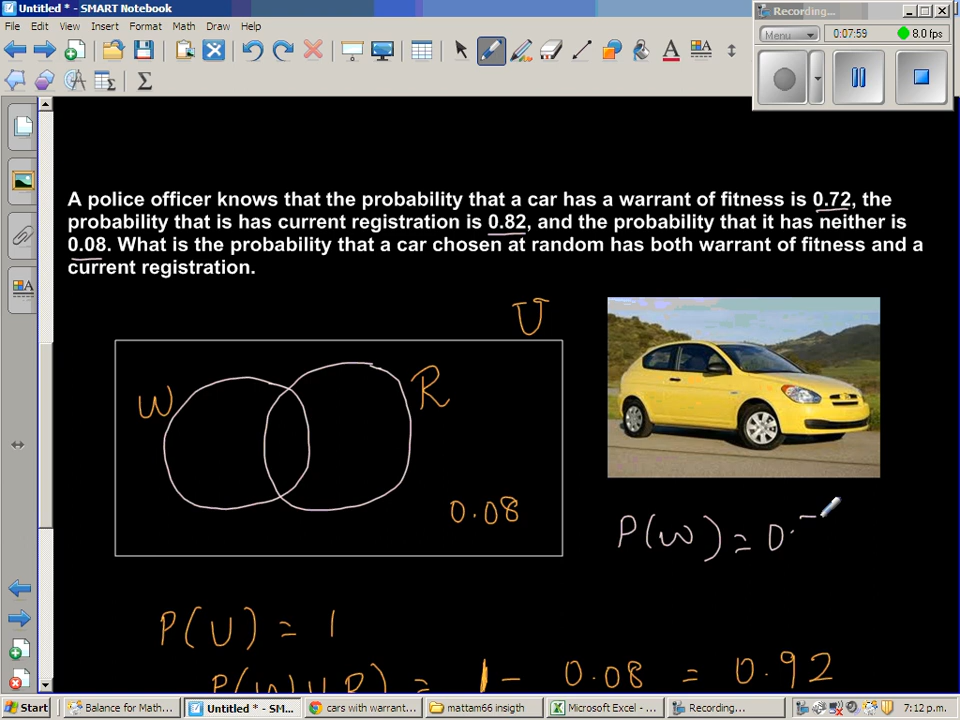 Untitled * - SMART Notebook
File Edit View Insert Format Math Draw Help
Recording...
Menu 0:07:59 8.0 fps
A police officer knows that the probability that a car has a warrant of fitness is 0.72, the
probability that is has current registration is 0.82, and the probability that it has neither is
0.08. What is the probability that a car chosen at random has both warrant of fitness and a
current registration.
U
W R
0.08
P(W) = 0.
P(U) = 1
P(W U R) = 1 - 0.08 = 0.92
Start Balance for Math... Untitled * - SM... cars with warrant... mattam66 insigth Microsoft Excel - ... Recording... 7:12 p.m.